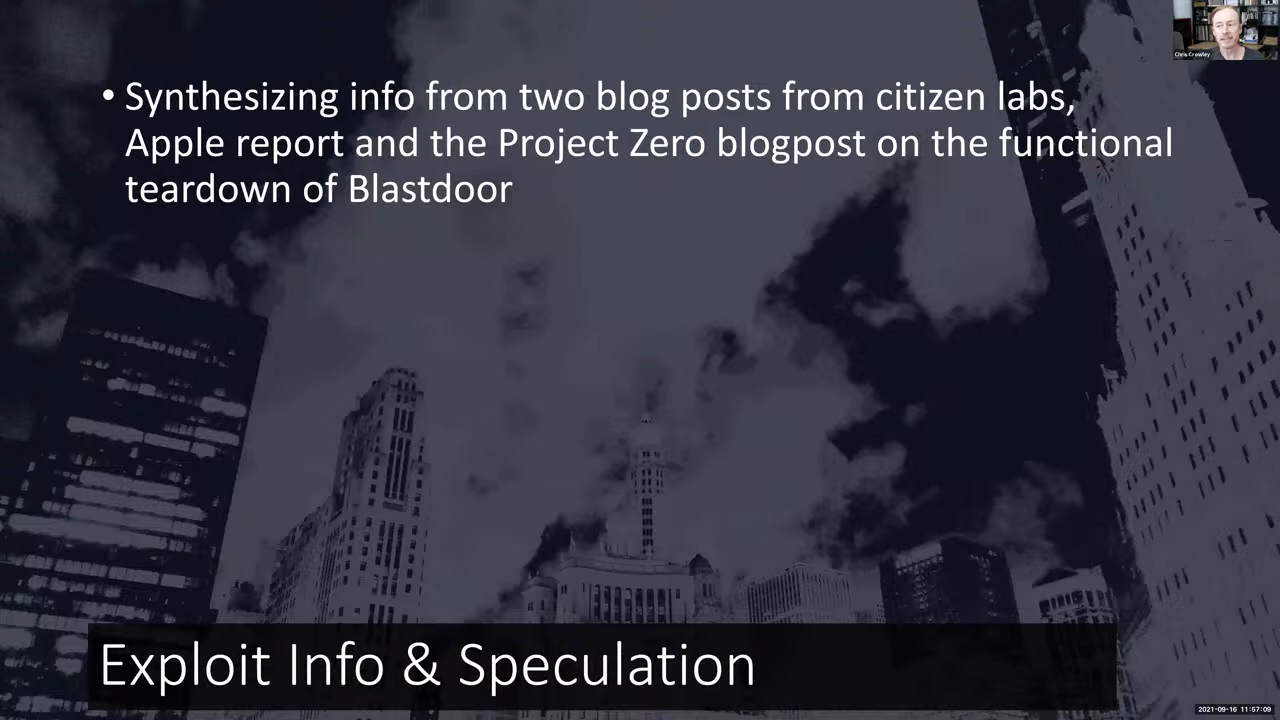 Chris Crowley
• Synthesizing info from two blog posts from citizen labs,
Apple report and the Project Zero blogpost on the functional
teardown of Blastdoor
Exploit Info & Speculation
2021-09-16 11:57:09